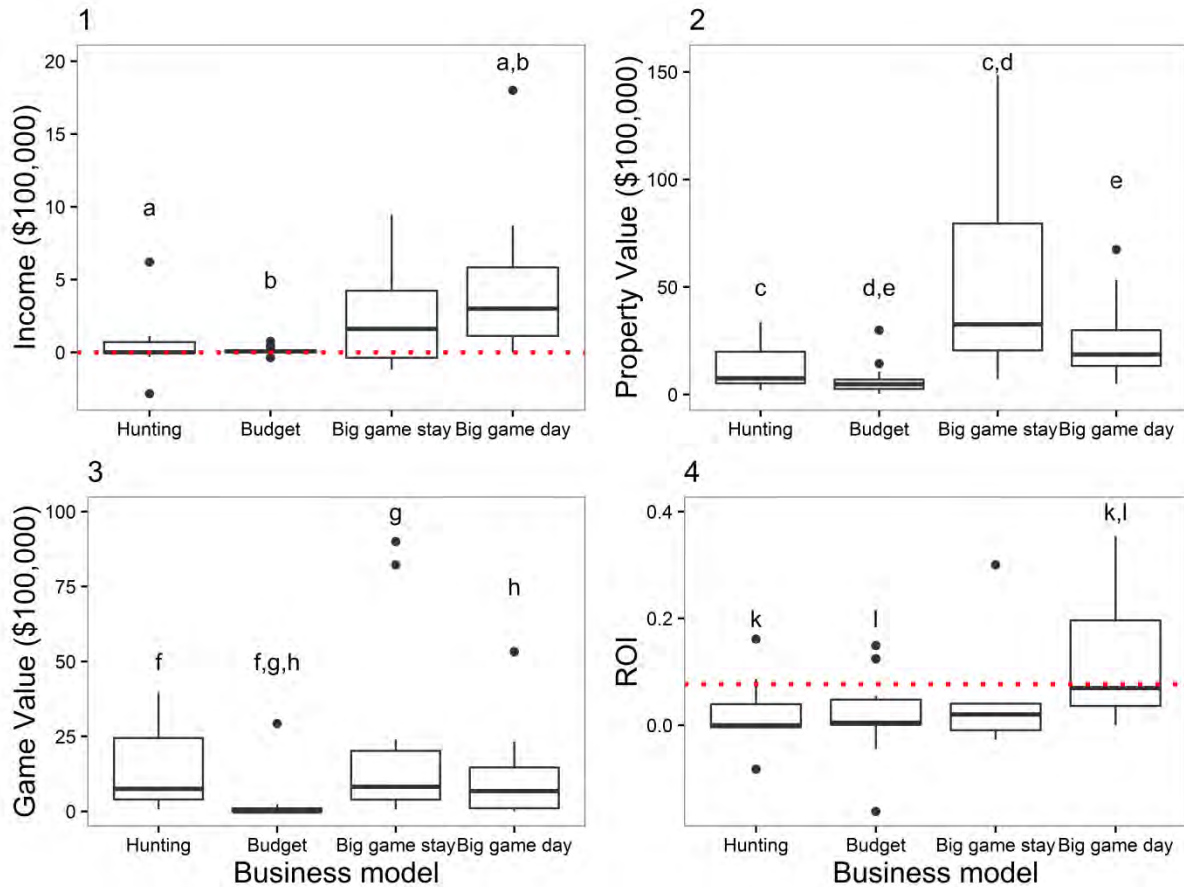 1
Income ($100,000)
20
15
10
5
0
a
b
a,b
Hunting
Budget
Big game stay
Big game day
2
Property Value ($100,000)
150
100
50
0
c
d,e
c,d
e
Hunting
Budget
Big game stay
Big game day
3
Game Value ($100,000)
100
75
50
25
0
f
f,g,h
g
h
Hunting
Budget
Big game stay
Big game day
Business model
4
ROI
0.4
0.2
0.0
k
l
k,l
Hunting
Budget
Big game stay
Big game day
Business model